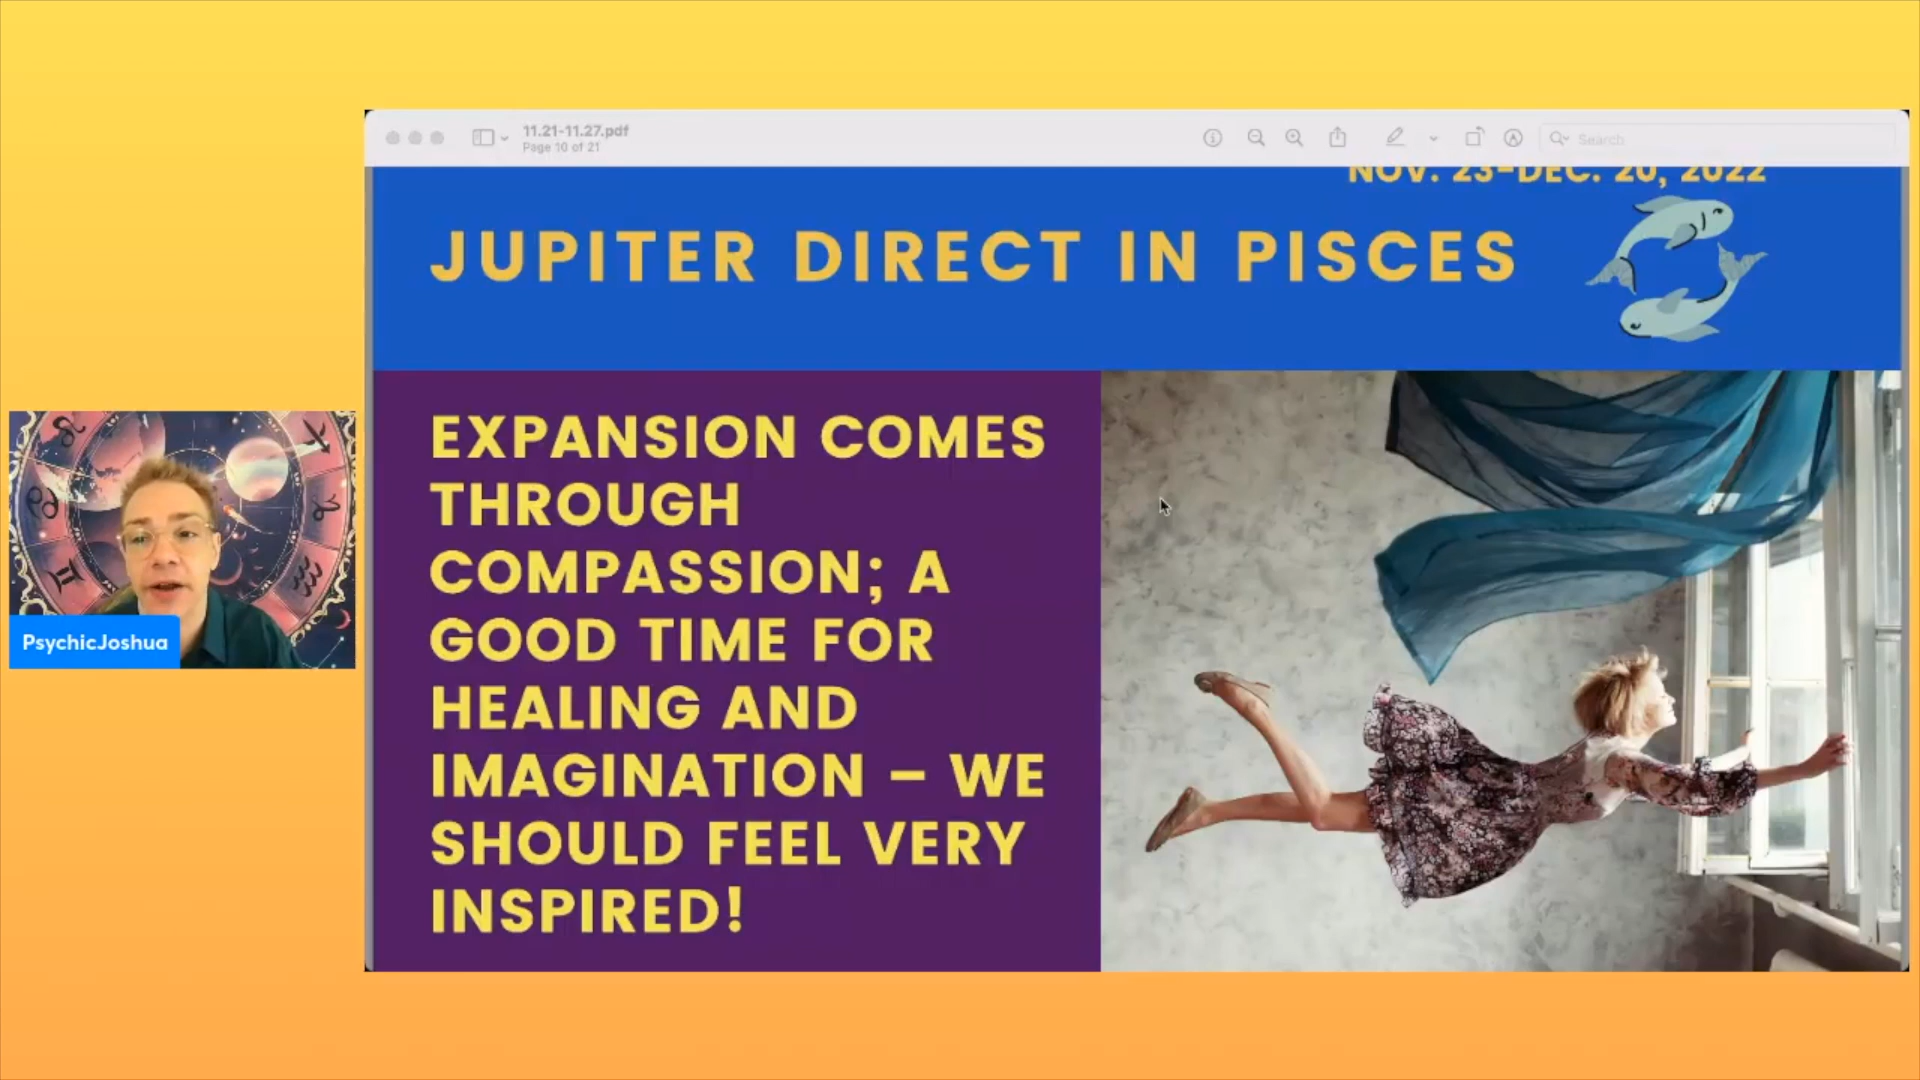 11.21-11.27.pdf
Page 10 of 21
Search
NOV. 23-DEC. 20, 2022
JUPITER DIRECT IN PISCES
EXPANSION COMES
THROUGH
COMPASSION; A
GOOD TIME FOR
HEALING AND
IMAGINATION – WE
SHOULD FEEL VERY
INSPIRED!
PsychicJoshua